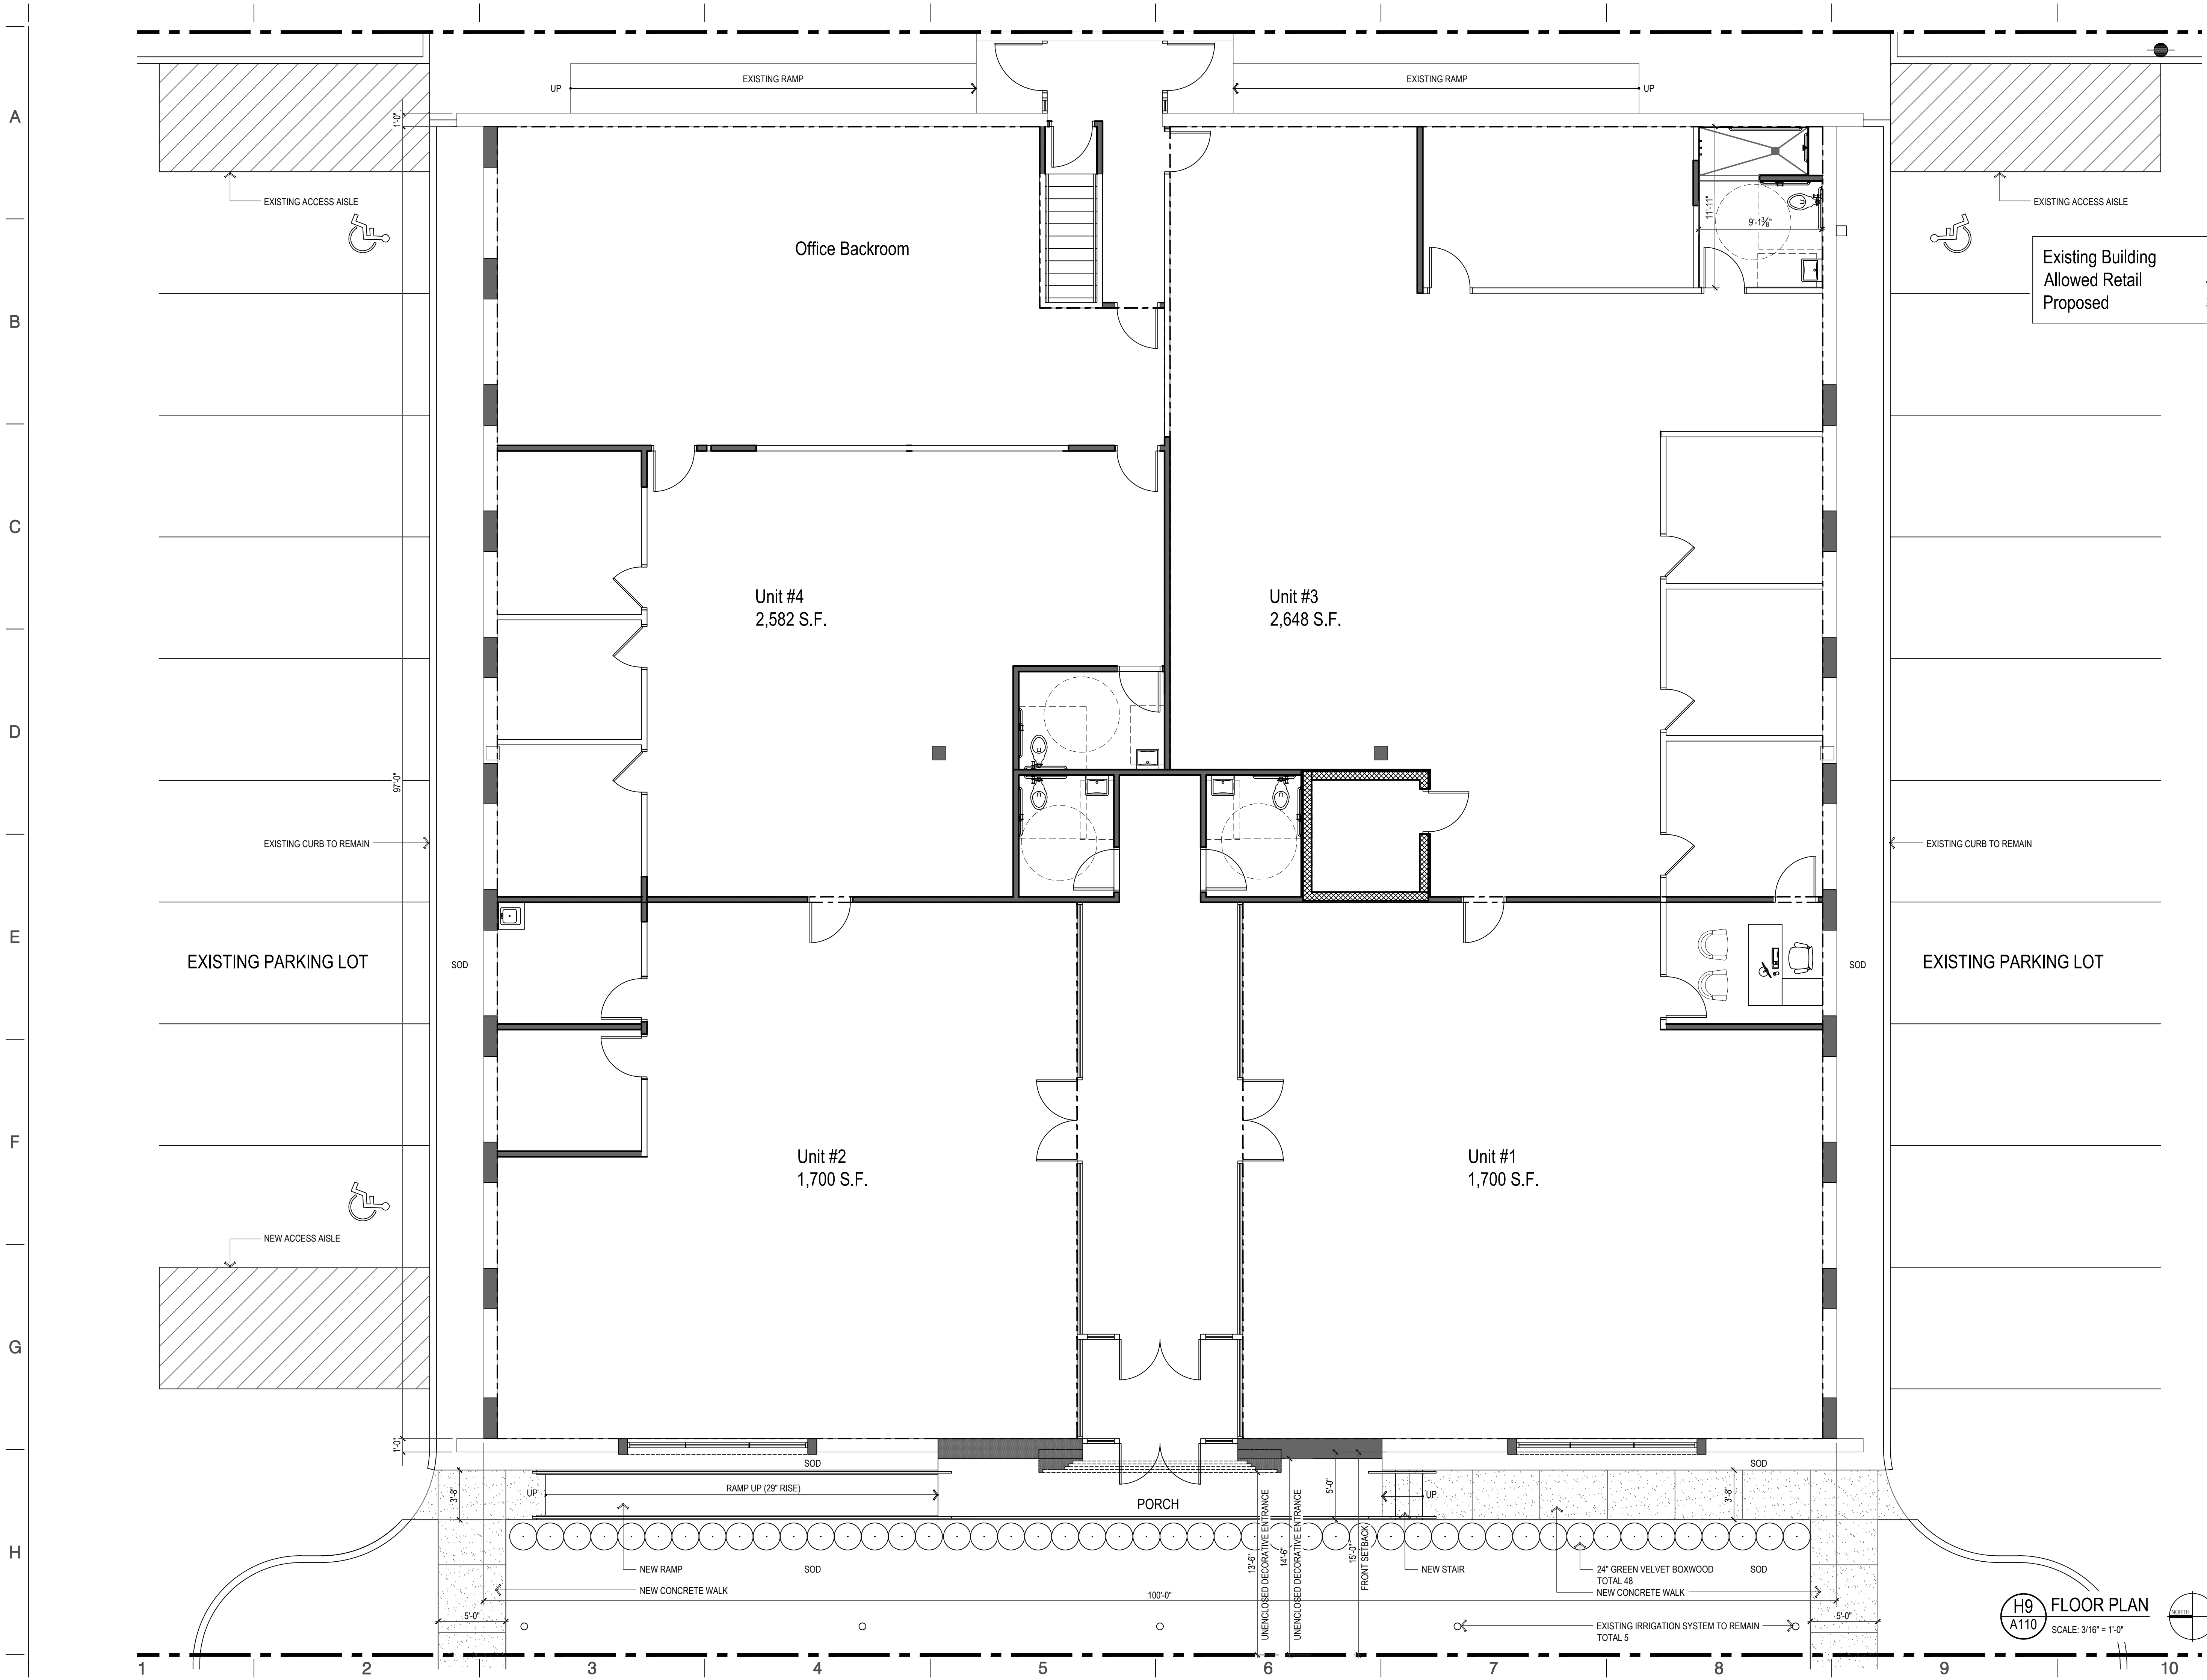 EXISTING RAMP
EXISTING RAMP
UP
UP
A
1'-0"
EXISTING ACCESS AISLE
EXISTING ACCESS AISLE
11'-11"
9'-1⅜"
Office Backroom
Existing Building
Allowed Retail
Proposed
B
C
Unit #4
2,582 S.F.
Unit #3
2,648 S.F.
D
97'-0"
EXISTING CURB TO REMAIN
EXISTING CURB TO REMAIN
E
EXISTING PARKING LOT
SOD
SOD
EXISTING PARKING LOT
F
Unit #2
1,700 S.F.
Unit #1
1,700 S.F.
NEW ACCESS AISLE
G
1'-0"
SOD
SOD
3'-8"
UP
RAMP UP (29" RISE)
PORCH
5'-0"
UP
3'-8"
H
13'-6"
UNENCLOSED DECORATIVE ENTRANCE
14'-6"
UNENCLOSED DECORATIVE ENTRANCE
15'-0"
FRONT SETBACK
NEW RAMP
SOD
NEW STAIR
24" GREEN VELVET BOXWOOD
TOTAL 48
SOD
NEW CONCRETE WALK
NEW CONCRETE WALK
100'-0"
5'-0"
5'-0"
EXISTING IRRIGATION SYSTEM TO REMAIN
TOTAL 5
H9
A110
FLOOR PLAN
SCALE: 3/16" = 1'-0"
NORTH
1
2
3
4
5
6
7
8
9
10